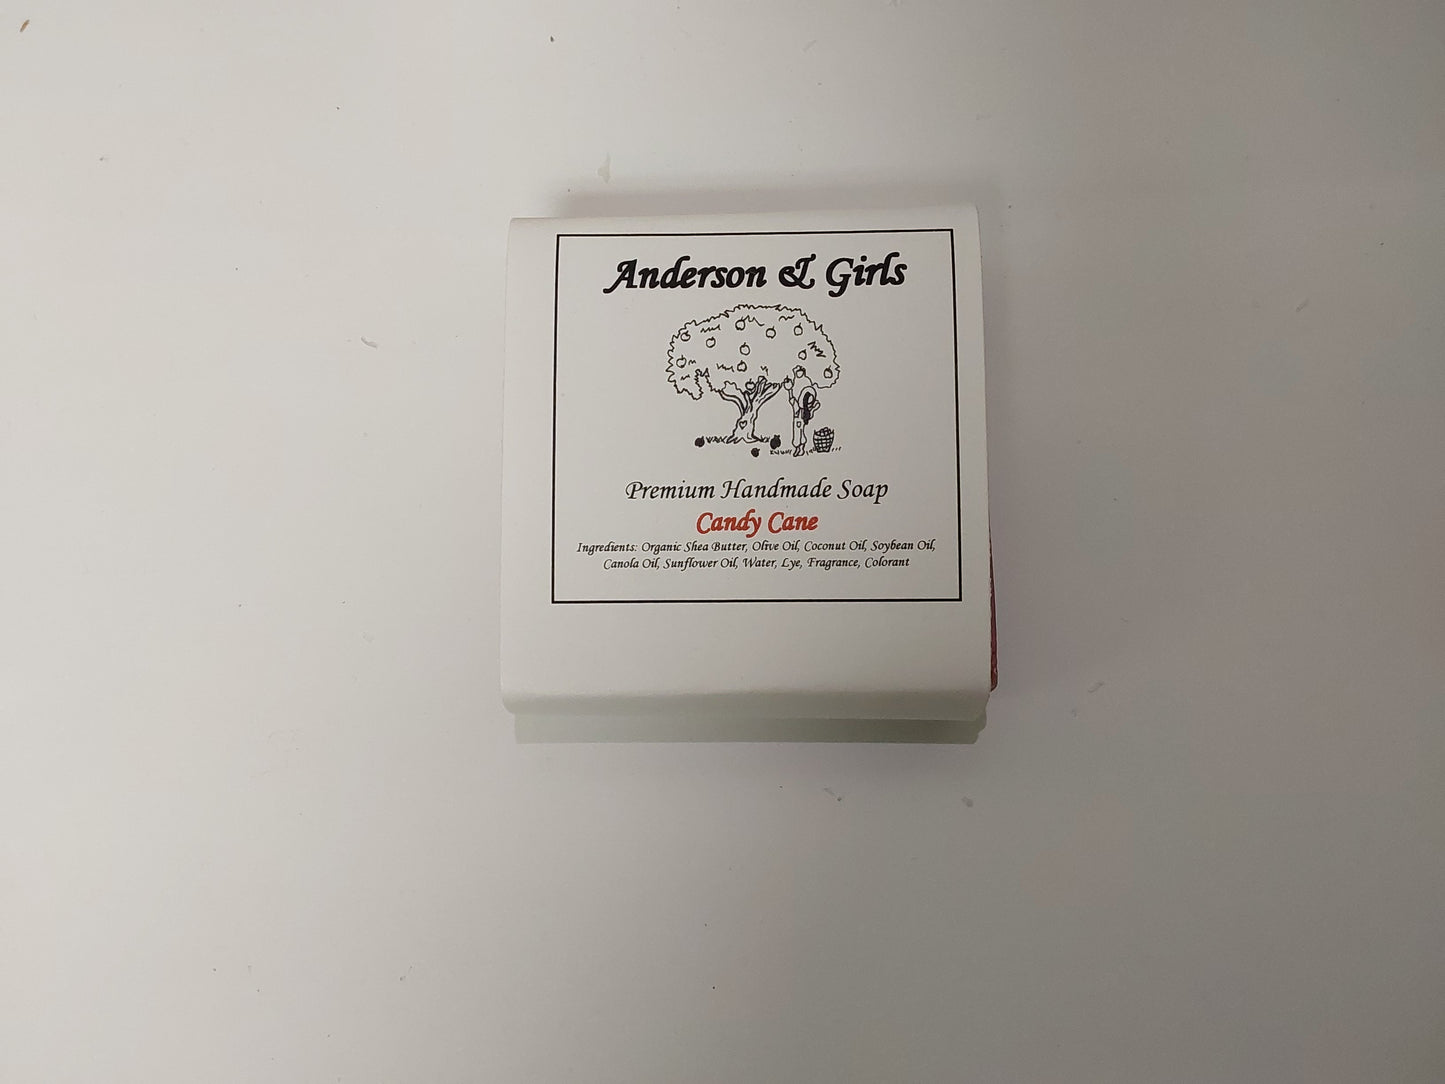 Anderson & Girls
Premium Handmade Soap
Candy Cane
Ingredients: Organic Shea Butter, Olive Oil, Coconut Oil, Soybean Oil,
Canola Oil, Sunflower Oil, Water, Lye, Fragrance, Colorant